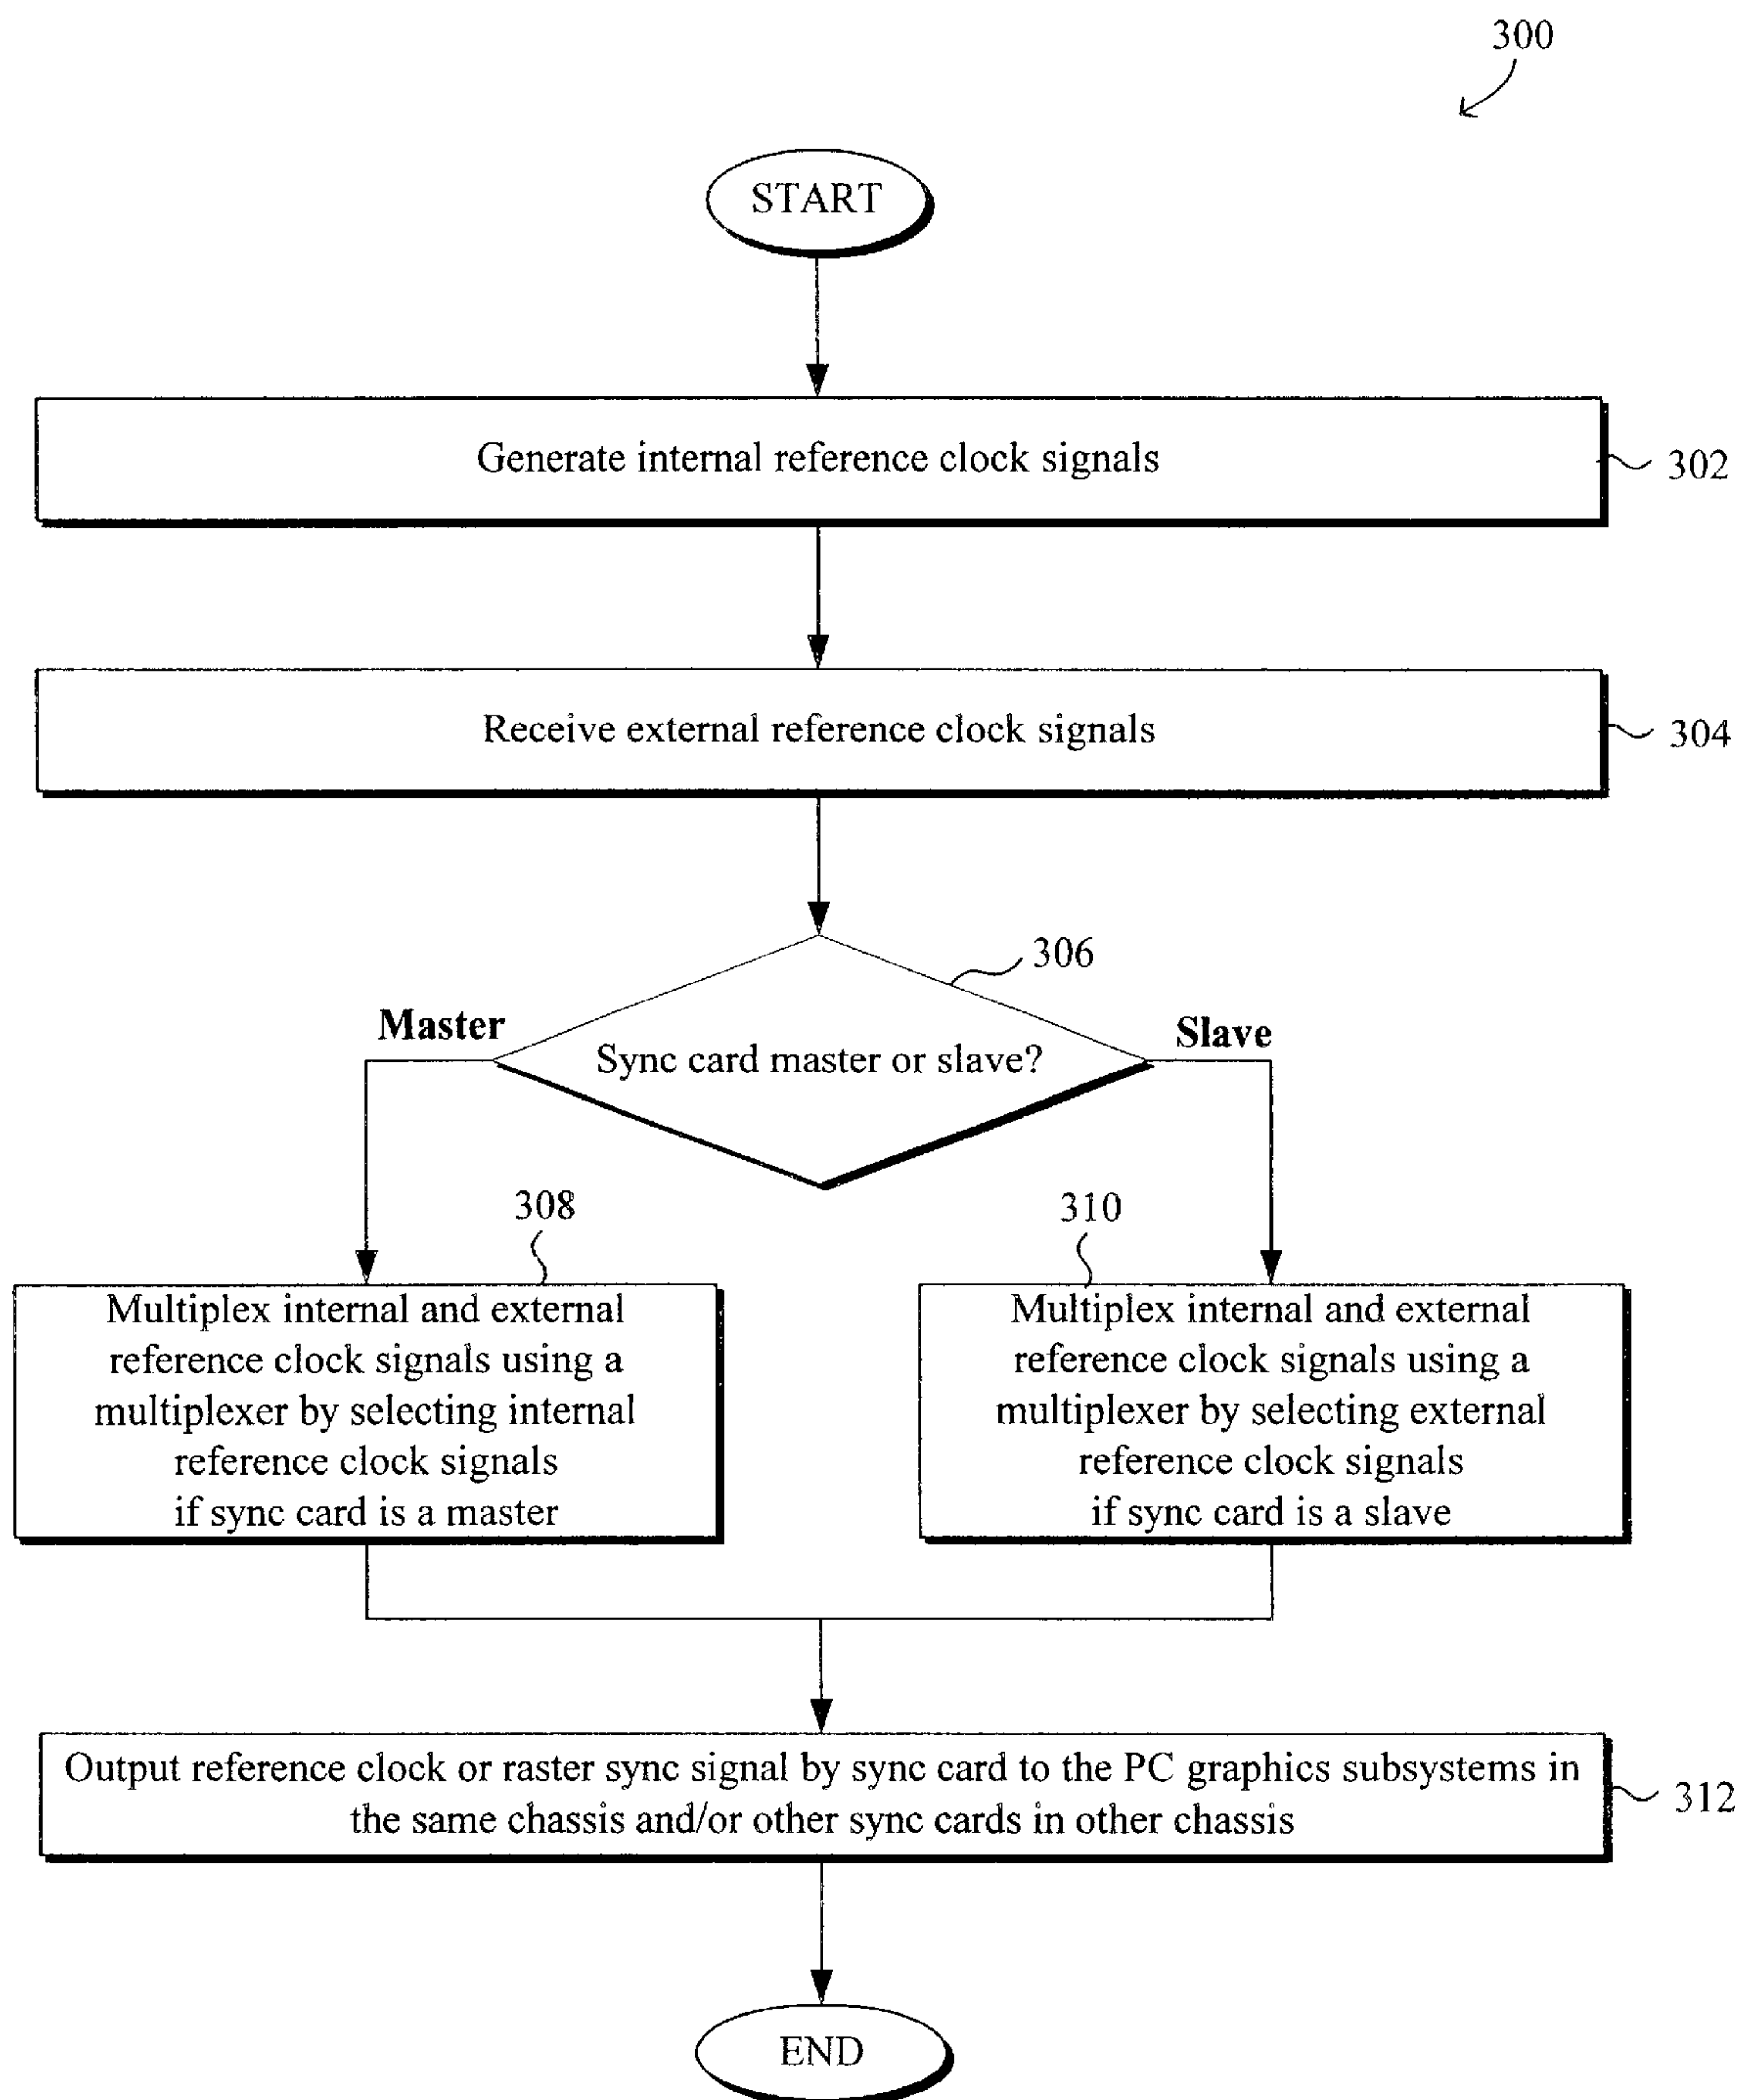 300
START
Generate internal reference clock signals
302
Receive external reference clock signals
304
306
Master
Slave
Sync card master or slave?
308
310
Multiplex internal and external
reference clock signals using a
multiplexer by selecting internal
reference clock signals
if sync card is a master
Multiplex internal and external
reference clock signals using a
multiplexer by selecting external
reference clock signals
if sync card is a slave
Output reference clock or raster sync signal by sync card to the PC graphics subsystems in
the same chassis and/or other sync cards in other chassis
312
END